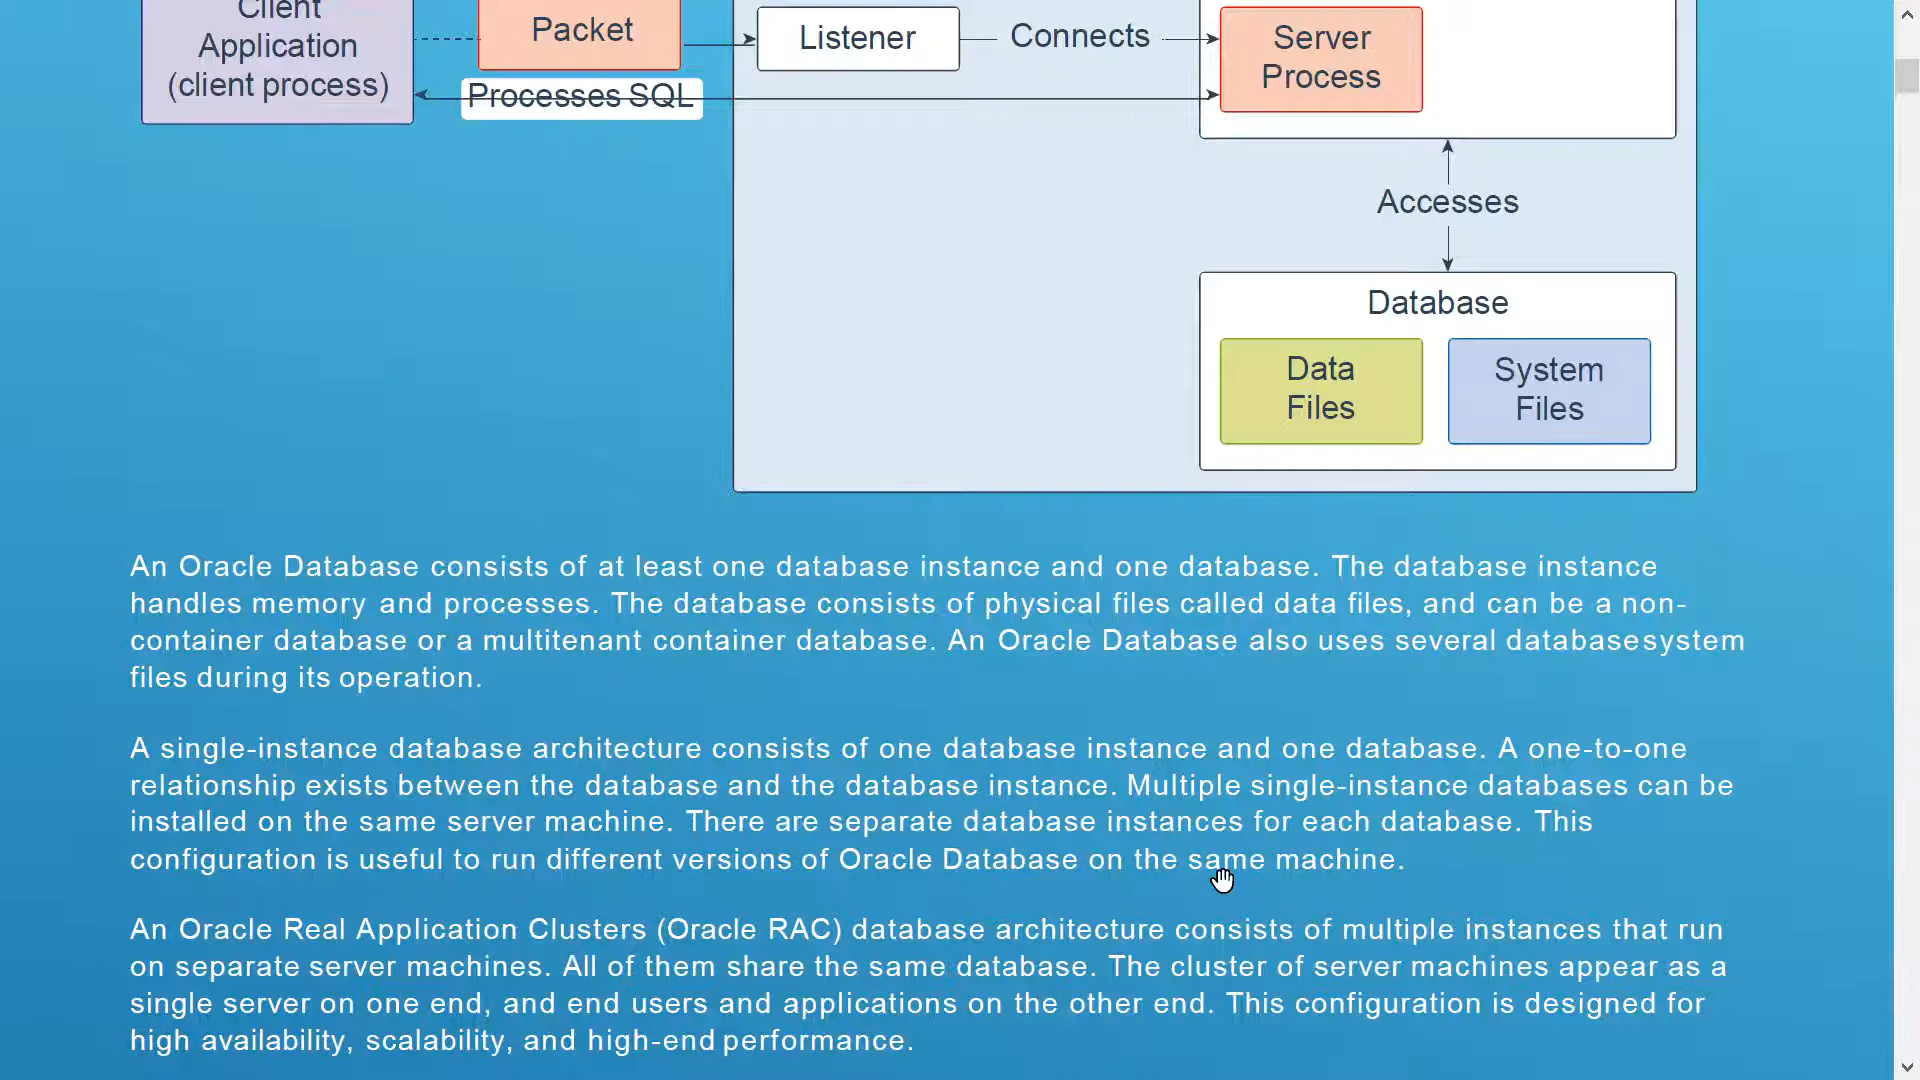 Client
Application
(client process)
Packet
Processes SQL
Listener
Connects
Server
Process
Accesses
Database
Data
Files
System
Files
An Oracle Database consists of at least one database instance and one database. The database instance
handles memory and processes. The database consists of physical files called data files, and can be a non-
container database or a multitenant container database. An Oracle Database also uses several databasesystem
files during its operation.
A single-instance database architecture consists of one database instance and one database. A one-to-one
relationship exists between the database and the database instance. Multiple single-instance databases can be
installed on the same server machine. There are separate database instances for each database. This
configuration is useful to run different versions of Oracle Database on the same machine.
An Oracle Real Application Clusters (Oracle RAC) database architecture consists of multiple instances that run
on separate server machines. All of them share the same database. The cluster of server machines appear as a
single server on one end, and end users and applications on the other end. This configuration is designed for
high availability, scalability, and high-end performance.